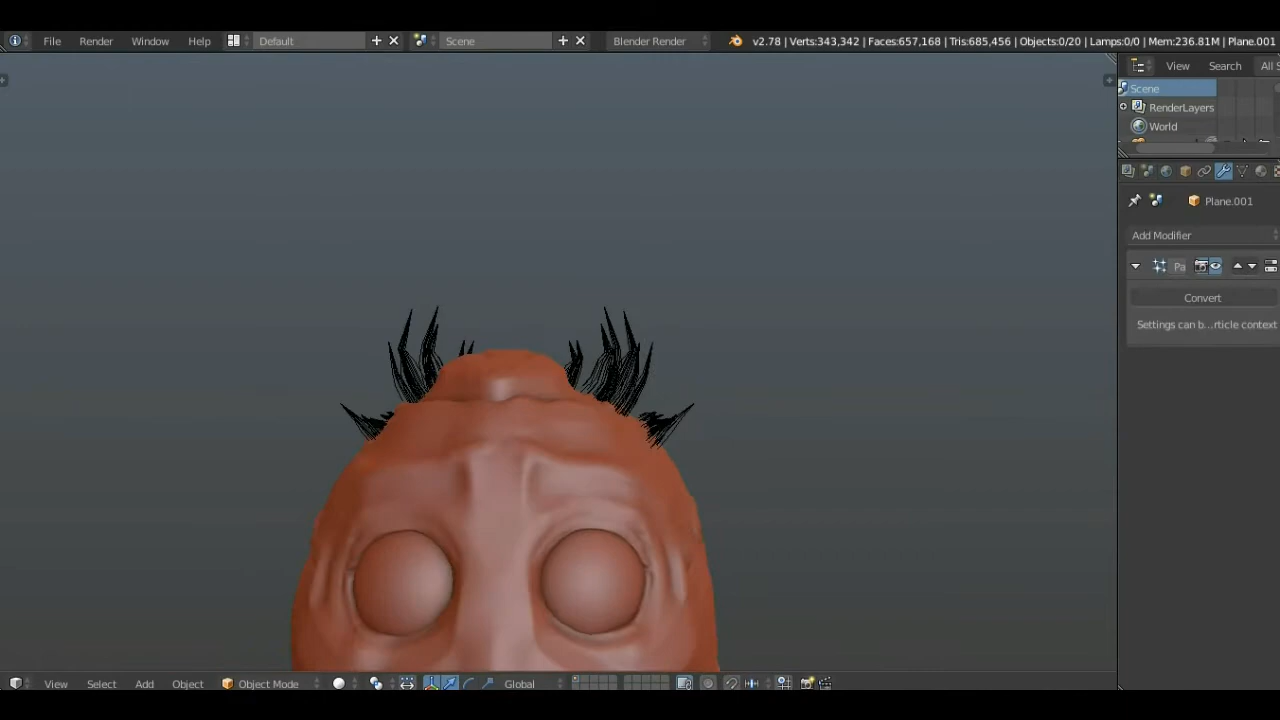 File Render Window Help Default Scene Blender Render v2.78 | Verts:343,342 | Faces:657,168 | Tris:685,456 | Objects:0/20 | Lamps:0/0 | Mem:236.81M | Plane.001
View Search All S
Scene
RenderLayers
World
Plane.001
Add Modifier
Pa
Convert
Settings can b...rticle context
View Select Add Object Object Mode Global